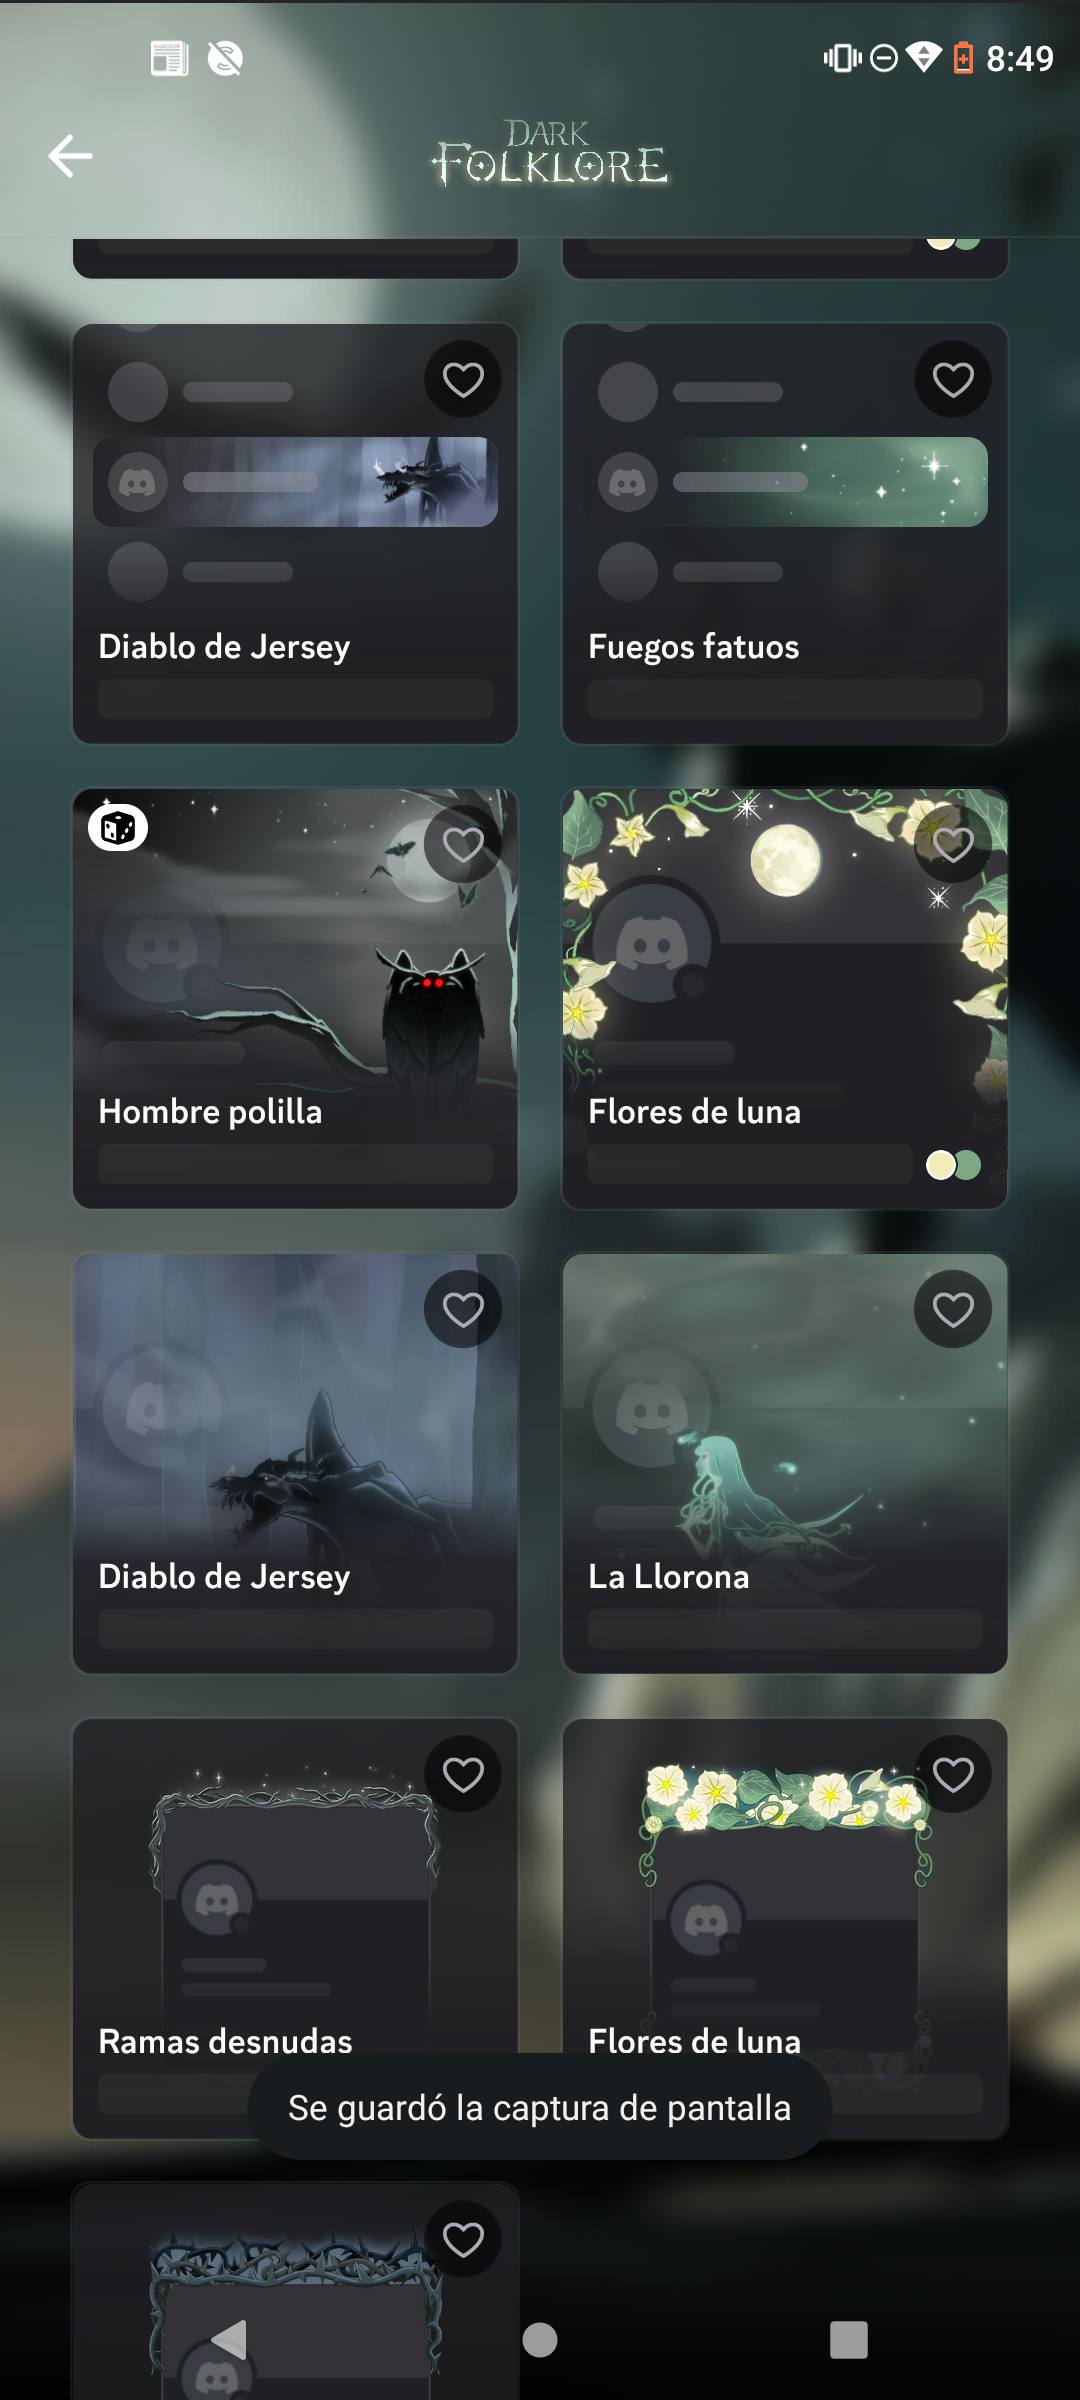 8:49
DARK
FOLKLORE
Diablo de Jersey
Fuegos fatuos
Hombre polilla
Flores de luna
Diablo de Jersey
La Llorona
Ramas desnudas
Flores de luna
Se guardó la captura de pantalla